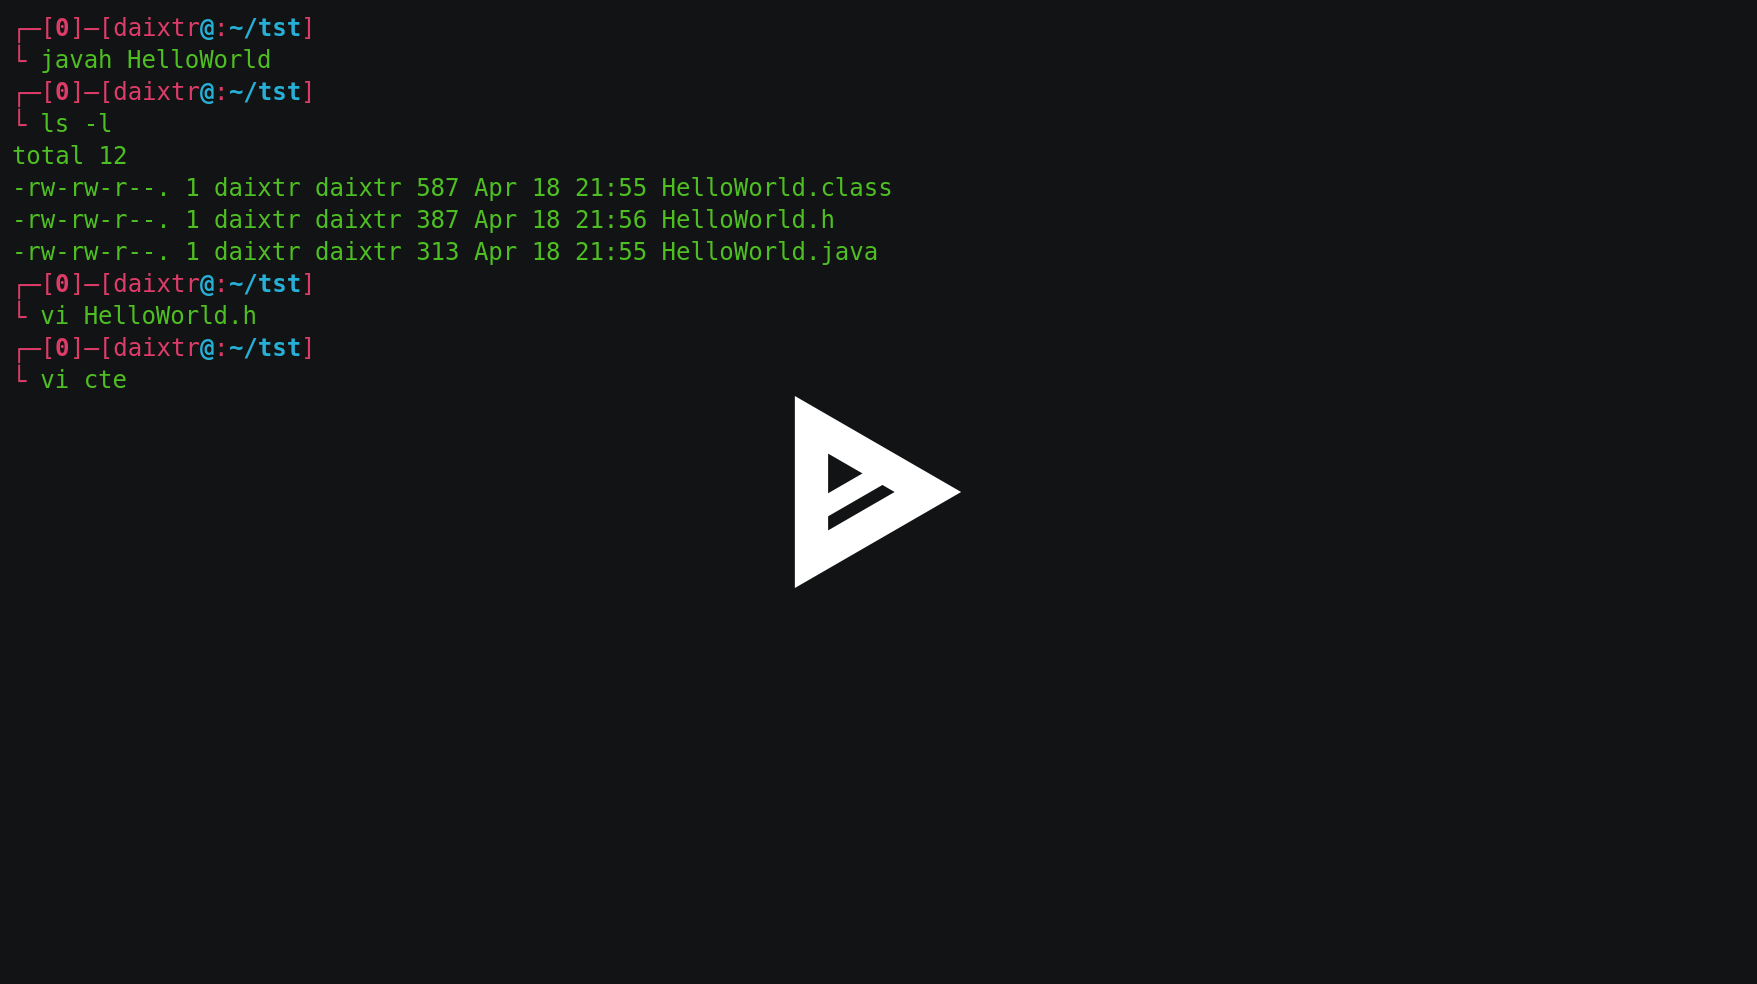 ┌─[0]─[daixtr@:~/tst]
└ javah HelloWorld
┌─[0]─[daixtr@:~/tst]
└ ls -l
total 12
-rw-rw-r--. 1 daixtr daixtr 587 Apr 18 21:55 HelloWorld.class
-rw-rw-r--. 1 daixtr daixtr 387 Apr 18 21:56 HelloWorld.h
-rw-rw-r--. 1 daixtr daixtr 313 Apr 18 21:55 HelloWorld.java
┌─[0]─[daixtr@:~/tst]
└ vi HelloWorld.h
┌─[0]─[daixtr@:~/tst]
└ vi cte